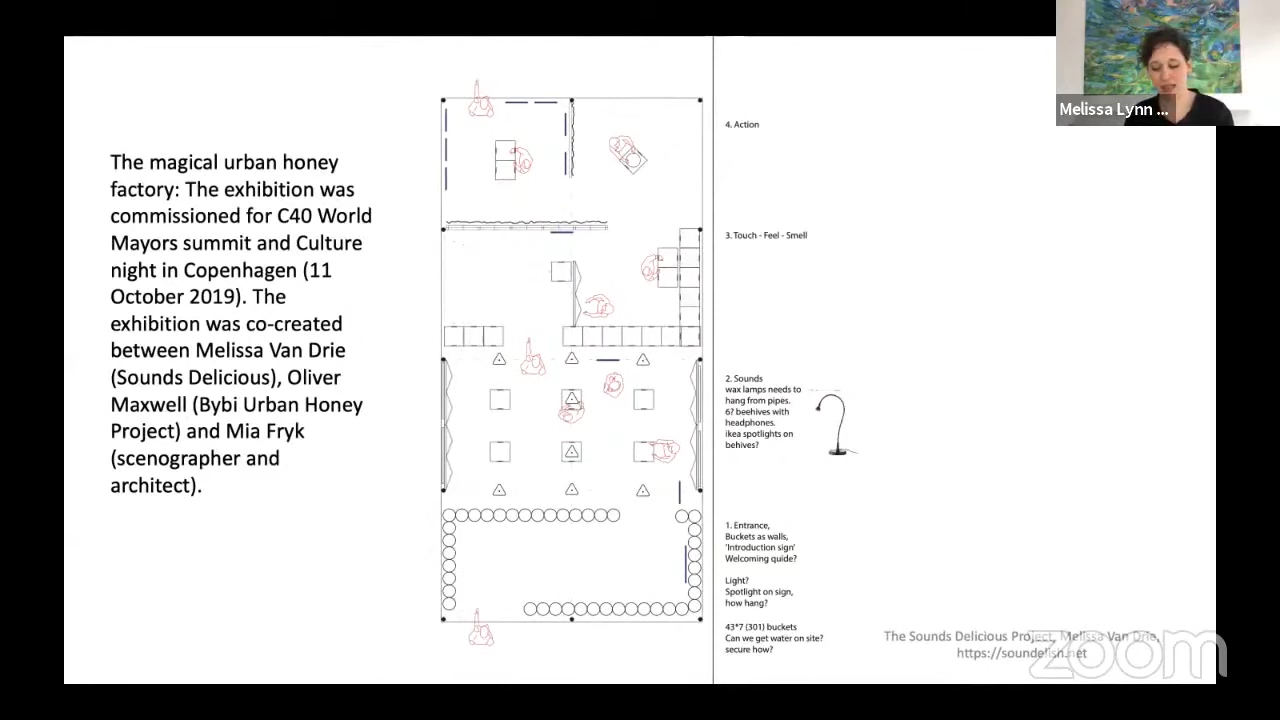 Melissa Lynn ...
The magical urban honey
factory: The exhibition was
commissioned for C40 World
Mayors summit and Culture
night in Copenhagen (11
October 2019). The
exhibition was co-created
between Melissa Van Drie
(Sounds Delicious), Oliver
Maxwell (Bybi Urban Honey
Project) and Mia Fryk
(scenographer and
architect).
4. Action
3. Touch - Feel - Smell
2. Sounds
wax lamps needs to
hang from pipes.
6? beehives with
headphones.
ikea spotlights on
behives?
1. Entrance,
Buckets as walls,
'Introduction sign'
Welcoming quide?
Light?
Spotlight on sign,
how hang?
43*7 (301) buckets
Can we get water on site?
secure how?
The Sounds Delicious Project, Melissa Van Drie,
https://soundelish.net
zoom